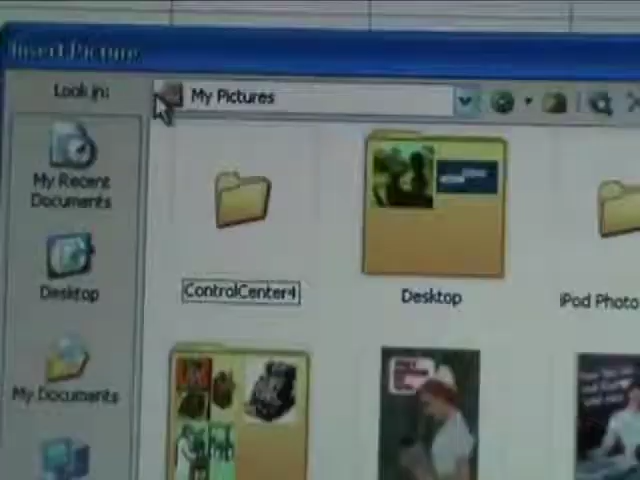 Insert Picture
Look in:
My Pictures
My Recent
Documents
ControlCenter4
Desktop
iPod Photo
Desktop
My Documents